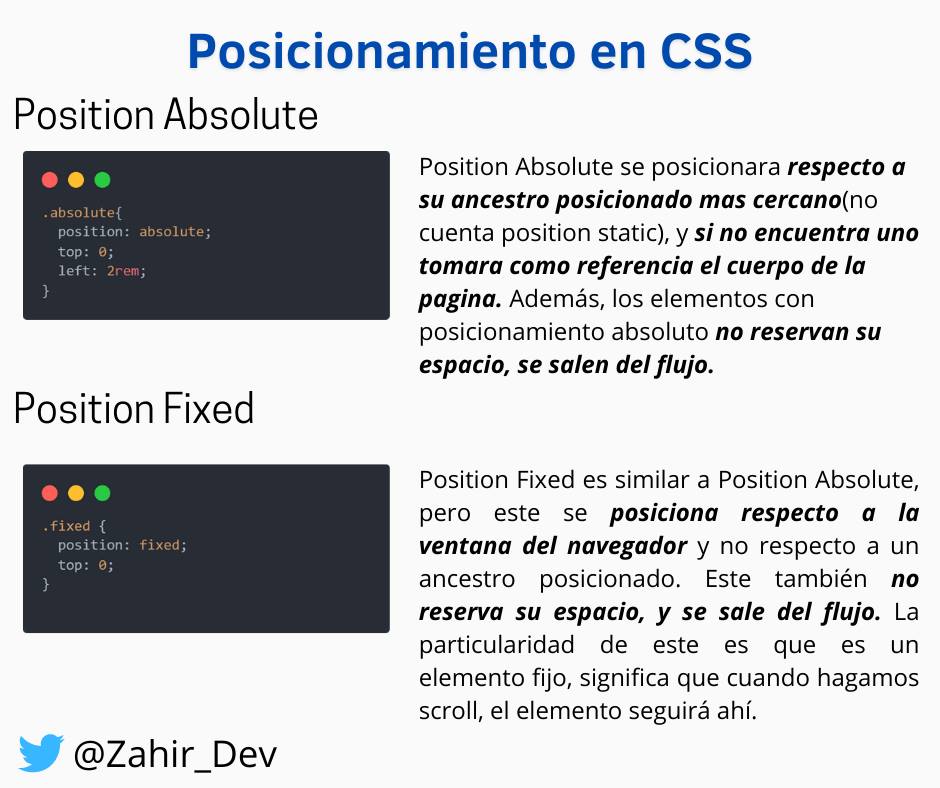 Posicionamiento en CSS
Position Absolute
.absolute{
  position: absolute;
  top: 0;
  left: 2rem;
}
Position Absolute se posicionara respecto a
su ancestro posicionado mas cercano(no
cuenta position static), y si no encuentra uno
tomara como referencia el cuerpo de la
pagina. Además, los elementos con
posicionamiento absoluto no reservan su
espacio, se salen del flujo.
Position Fixed
.fixed {
  position: fixed;
  top: 0;
}
Position Fixed es similar a Position Absolute,
pero este se posiciona respecto a la
ventana del navegador y no respecto a un
ancestro posicionado. Este también no
reserva su espacio, y se sale del flujo. La
particularidad de este es que es un
elemento fijo, significa que cuando hagamos
scroll, el elemento seguirá ahí.
@Zahir_Dev